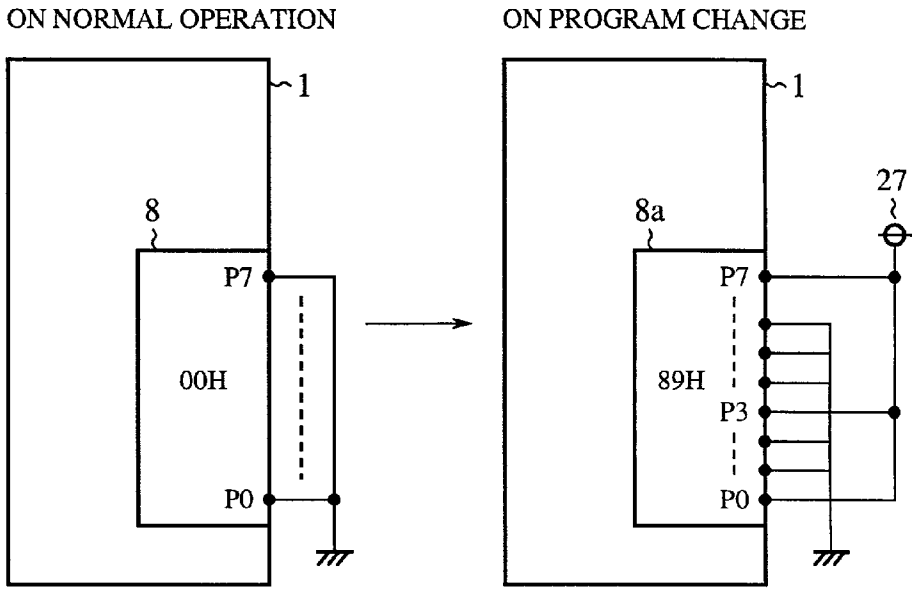 ON NORMAL OPERATION
ON PROGRAM CHANGE
1
1
27
8
8a
P7
P7
00H
89H
P3
P0
P0